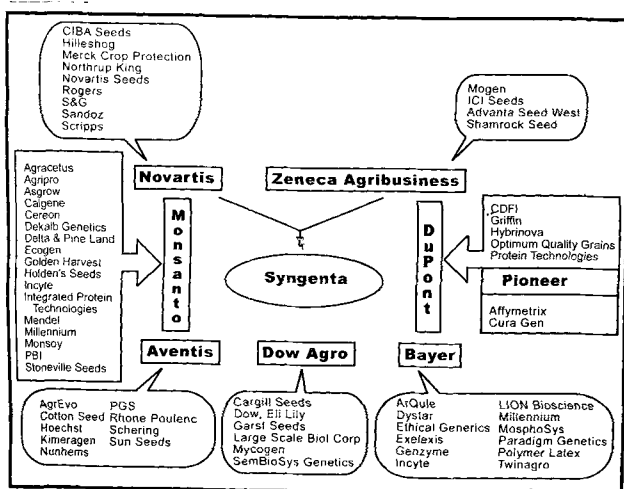 CIBA Seeds
Hilleshog
Merck Crop Protection
Northrup King
Novartis Seeds
Rogers
S&G
Sandoz
Scripps
Mogen
ICI Seeds
Advanta Seed West
Shamrock Seed
Novartis
Zeneca Agribusiness
Agracetus
Agripro
Asgrow
Calgene
Cereon
Dekalb Genetics
Delta & Pine Land
Ecogen
Golden Harvest
Holden's Seeds
Incyte
Integrated Protein
Technologies
Mendel
Millennium
Monsoy
PBI
Stoneville Seeds
Monsanto
Syngenta
DuPont
CDFI
Griffin
Hybrinova
Optimum Quality Grains
Protein Technologies
Pioneer
Affymetrix
Cura Gen
Aventis
Dow Agro
Bayer
AgrEvo
Cotton Seed
Hoechst
Kimeragen
Nunhems
PGS
Rhone Poulenc
Schering
Sun Seeds
Cargill Seeds
Dow, Eli Lily
Garst Seeds
Large Scale Biol Corp
Mycogen
SemBioSys Genetics
ArQule
Dystar
Ethical Generics
Exelexis
Genzyme
Incyte
LION Bioscience
Millennium
MosphoSys
Paradigm Genetics
Polymer Latex
Twinagro